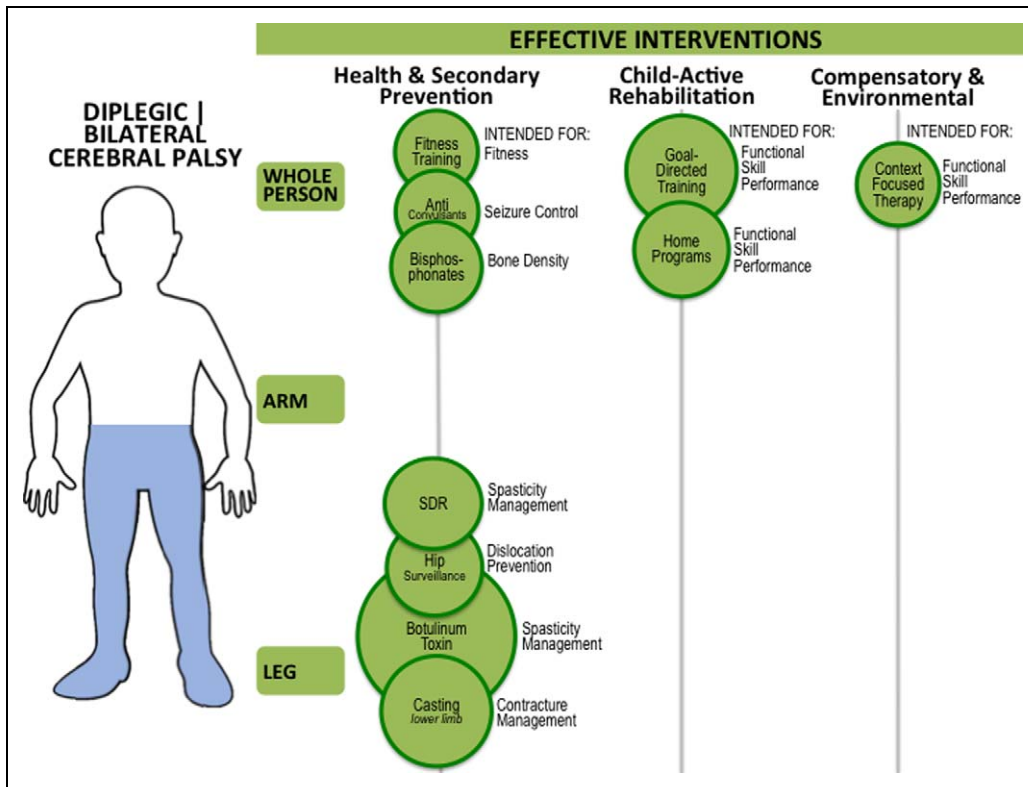 EFFECTIVE INTERVENTIONS
Health & Secondary
Prevention
Child-Active
Rehabilitation
Compensatory &
Environmental
DIPLEGIC |
BILATERAL
CEREBRAL PALSY
WHOLE
PERSON
Fitness
Training
INTENDED FOR:
Fitness
Anti
Convulsants
Seizure Control
Bisphos-
phonates
Bone Density
Goal-
Directed
Training
INTENDED FOR:
Functional
Skill
Performance
Home
Programs
Functional
Skill
Performance
Context
Focused
Therapy
INTENDED FOR:
Functional
Skill
Performance
ARM
SDR
Spasticity
Management
Hip
Surveillance
Dislocation
Prevention
Botulinum
Toxin
Spasticity
Management
LEG
Casting
lower limb
Contracture
Management